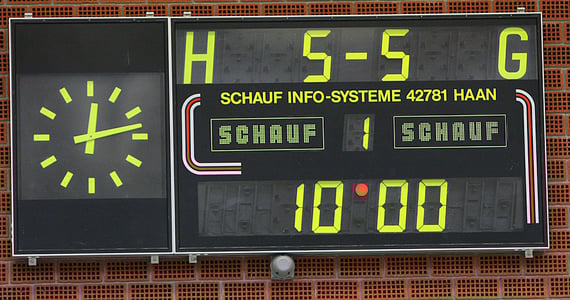 H 5-5 G
SCHAUF INFO-SYSTEME 42781 HAAN
SCHAUF 1 SCHAUF
10:00